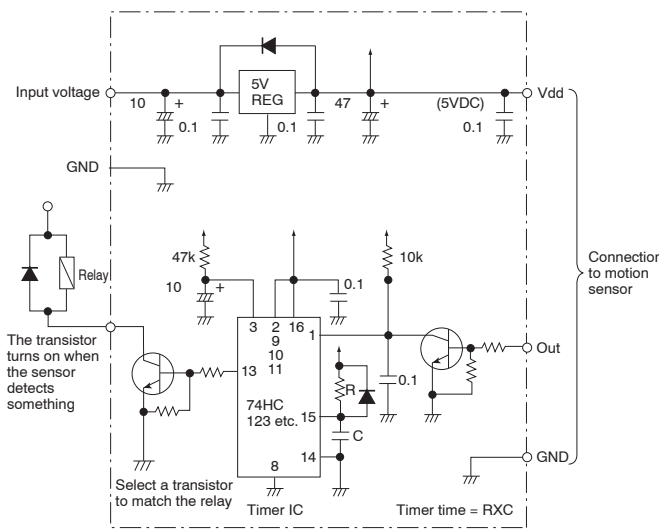 5V
REG
Input voltage
10
+
0.1
0.1
47
+
(5VDC)
0.1
Vdd
GND
Relay
47k
10
+
0.1
10k
Connection
to motion
sensor
3
2
16
9
10
11
1
13
The transistor
turns on when
the sensor
detects
something
74HC
123 etc.
15
14
8
R
C
0.1
Out
GND
Select a transistor
to match the relay
Timer IC
Timer time = RXC